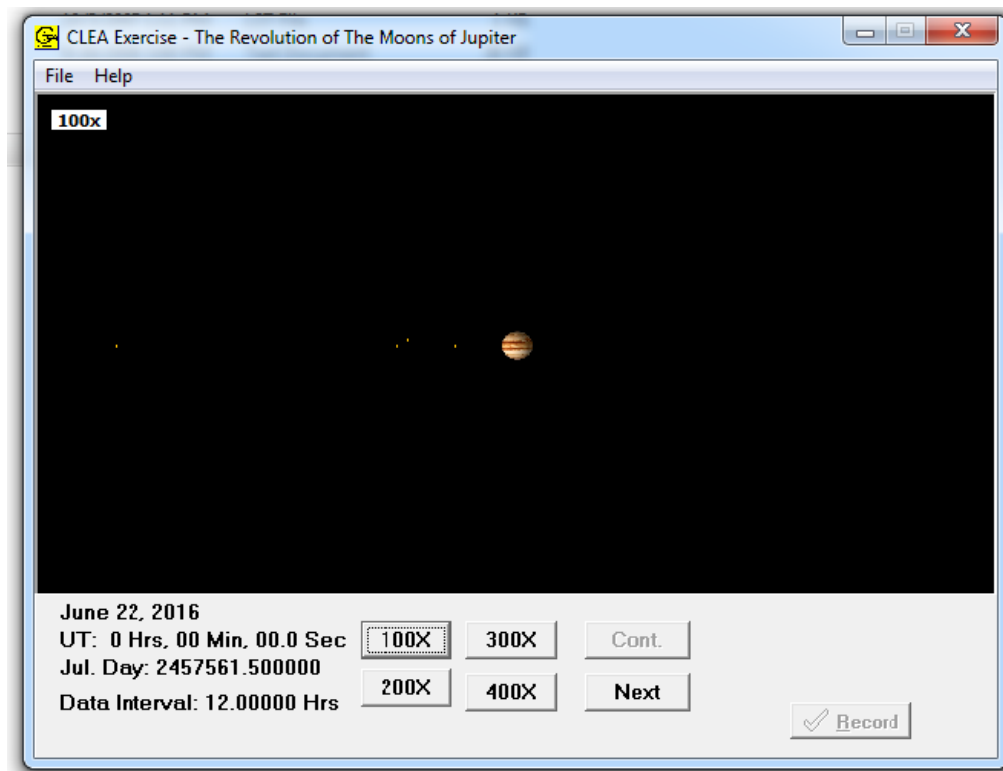 CLEA Exercise - The Revolution of The Moons of Jupiter
File Help
100x
June 22, 2016
UT: 0 Hrs, 00 Min, 00.0 Sec
Jul. Day: 2457561.500000
Data Interval: 12.00000 Hrs
100X 300X Cont.
200X 400X Next
Record